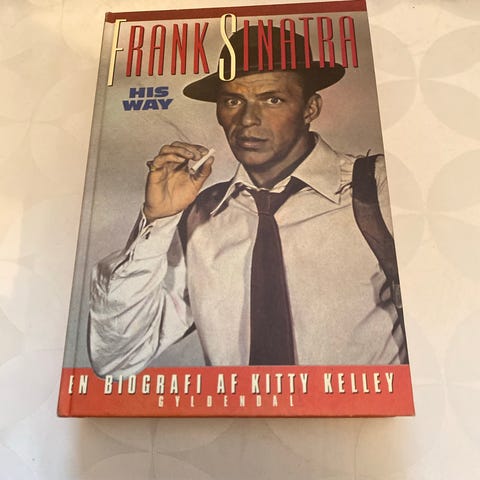 FRANK SINATRA
HIS
WAY
EN BIOGRAFI AF KITTY KELLEY
GYLDENDAL